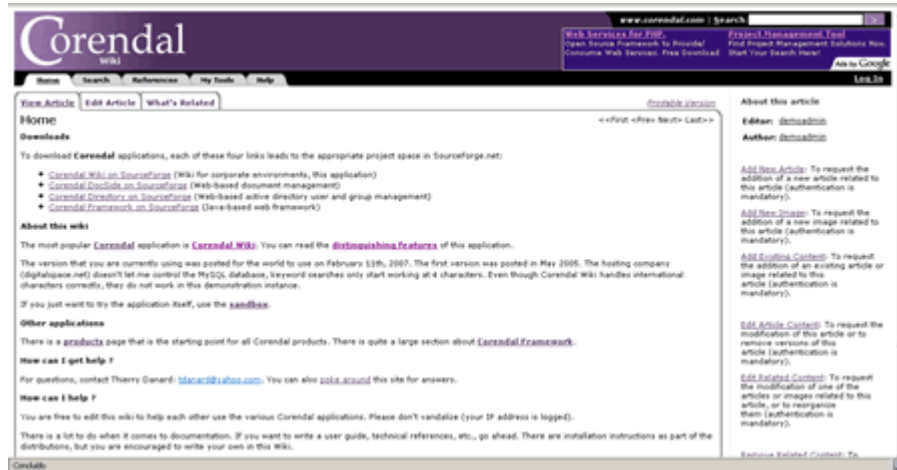 www.corendal.com | Search
Corendal
Wiki
Web Services for PHP.
Open Source Framework to Provide/
Consume Web Services. Free Download
Project Management Tool
Find Project Management Solutions Now.
Start Your Search Here!
Ads by Google
Home Search References My Tools Help
Log In
View Article Edit Article What's Related
Printable Version
Home
<<First <Prev Next> Last>>
Downloads
To download Corendal applications, each of these four links leads to the appropriate project space in SourceForge.net:
Corendal Wiki on SourceForge (Wiki for corporate environments, this application)
Corendal DocSide on SourceForge (Web-based document management)
Corendal Directory on SourceForge (Web-based active directory user and group management)
Corendal Framework on SourceForge (Java-based web framework)
About this wiki
The most popular Corendal application is Corendal Wiki. You can read the distinguishing features of this application.
The version that you are currently using was posted for the world to use on February 11th, 2007. The first version was posted in May 2005. The hosting company
(digitalspace.net) doesn't let me control the MySQL database, keyword searches only start working at 4 characters. Even though Corendal Wiki handles international
characters correctly, they do not work in this demonstration instance.
If you just want to try the application itself, use the sandbox.
Other applications
There is a products page that is the starting point for all Corendal products. There is quite a large section about Corendal Framework.
How can I get help ?
For questions, contact Thierry Danard: tdanard@yahoo.com. You can also poke around this site for answers.
How can I help ?
You are free to edit this wiki to help each other use the various Corendal applications. Please don't vandalize (your IP address is logged).
There is a lot to do when it comes to documentation. If you want to write a user guide, technical references, etc., go ahead. There are installation instructions as part of the
distributions, but you are encouraged to write your own in this Wiki.
About this article
Editor: demoadmin
Author: demoadmin
Add New Article: To request the
addition of a new article related to
this article (authentication is
mandatory).
Add New Image: To request the
addition of a new image related to
this article (authentication is
mandatory).
Add Existing Content: To request
the addition of an existing article or
image related to this
article (authentication is
mandatory).
Edit Article Content: To request the
modification of this article or to
remove versions of this
article (authentication is
mandatory).
Edit Related Content: To request
the modification of one of the
articles or images related to this
article, or to reorganize
them (authentication is
mandatory).
Remove Related Content: To
Concluído